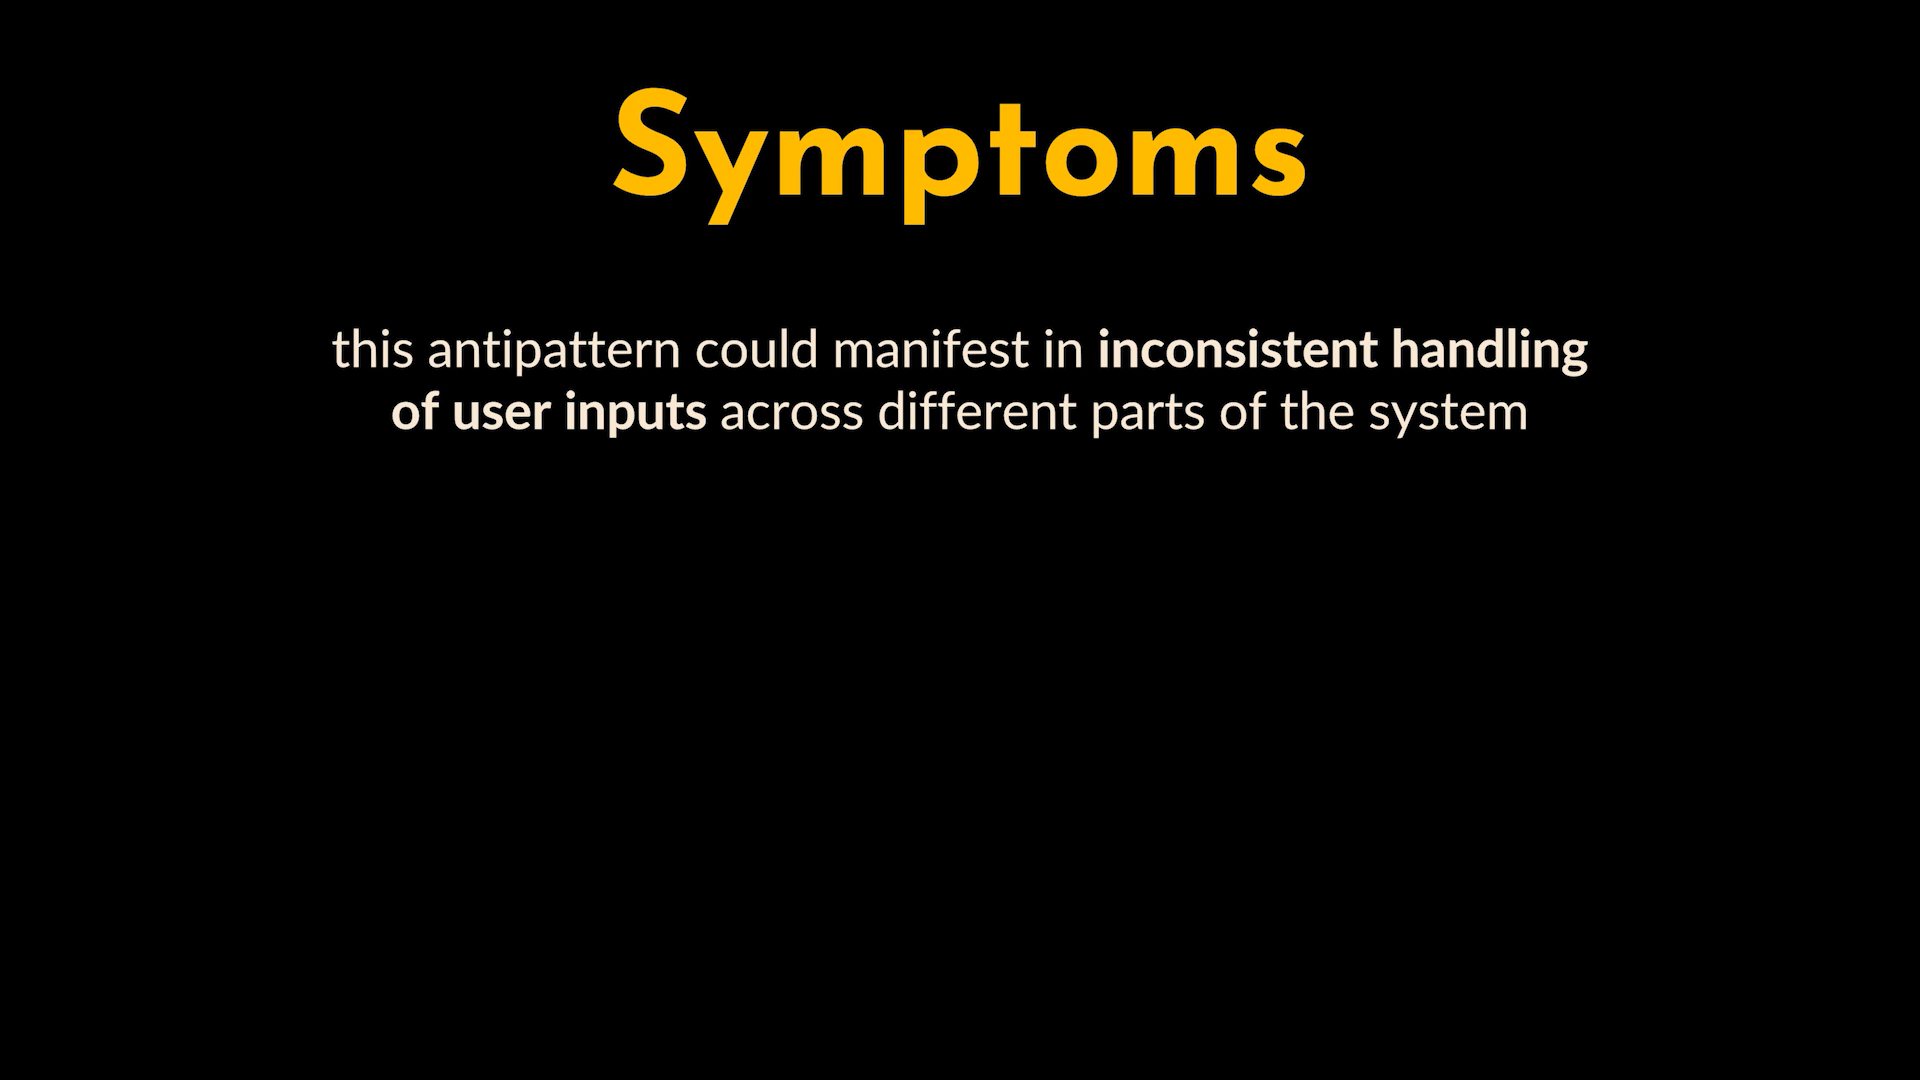 Symptoms
this antipattern could manifest in inconsistent handling
of user inputs across different parts of the system